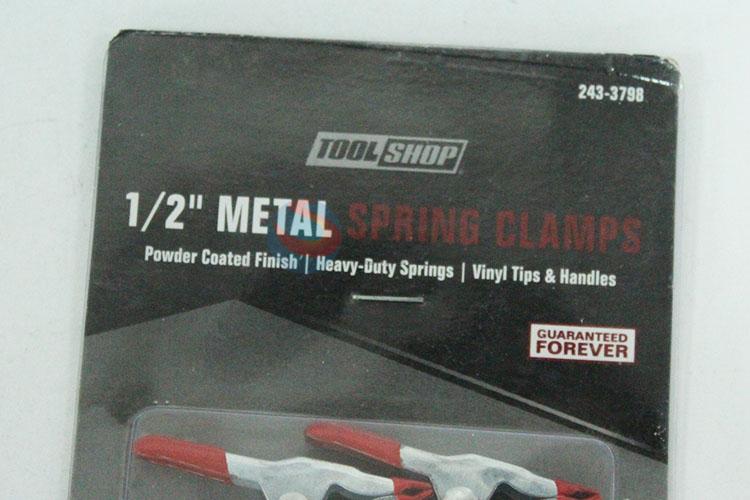 243-3798
TOOL SHOP
1/2" METAL SPRING CLAMPS
Powder Coated Finish | Heavy-Duty Springs | Vinyl Tips & Handles
GUARANTEED
FOREVER